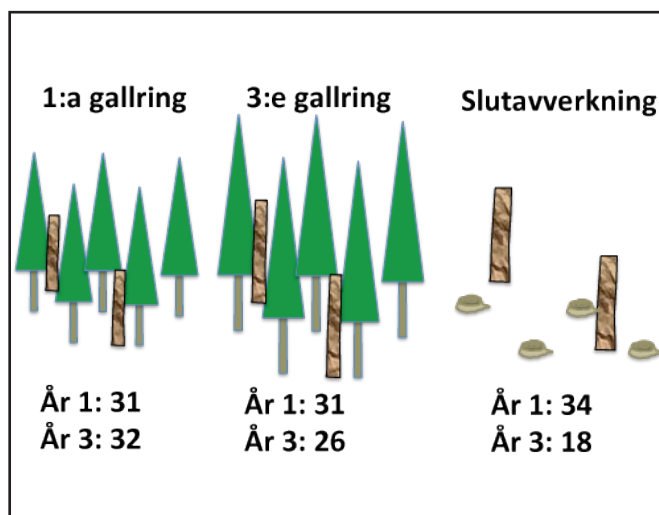 1:a gallring
3:e gallring
Slutavverkning
År 1: 31
År 3: 32
År 1: 31
År 3: 26
År 1: 34
År 3: 18